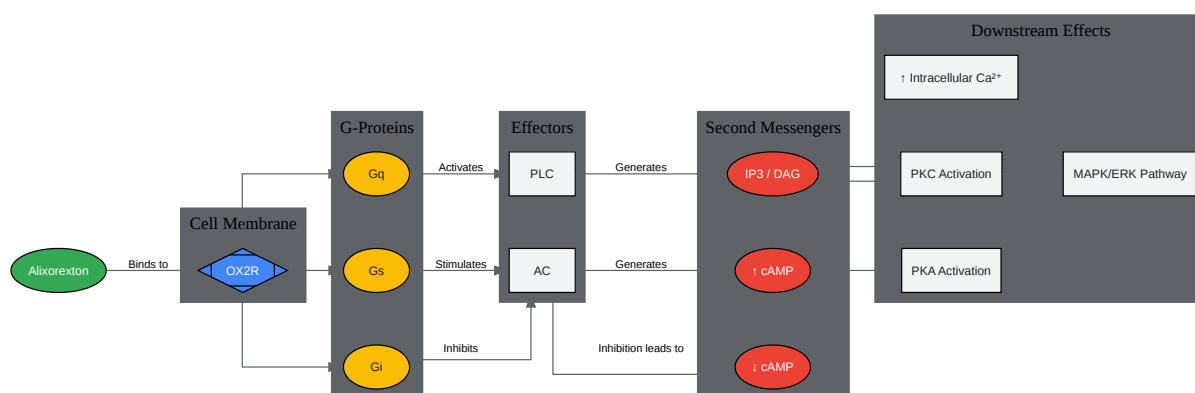 Downstream Effects
↑ Intracellular Ca²⁺
G-Proteins
Effectors
Second Messengers
Gq
Activates
PLC
Generates
IP3 / DAG
PKC Activation
MAPK/ERK Pathway
Cell Membrane
Alixorexton
Binds to
OX2R
Gs
Stimulates
AC
Generates
↑ cAMP
PKA Activation
Gi
Inhibits
Inhibition leads to
↓ cAMP